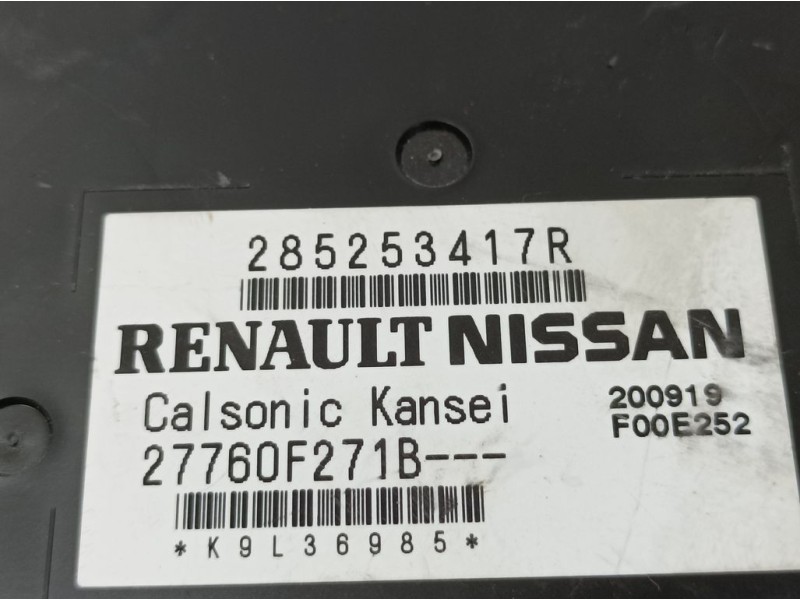 285253417R
RENAULT NISSAN
Calsonic Kansei
200919
27760F271B---
F00E252
*K9L36985*